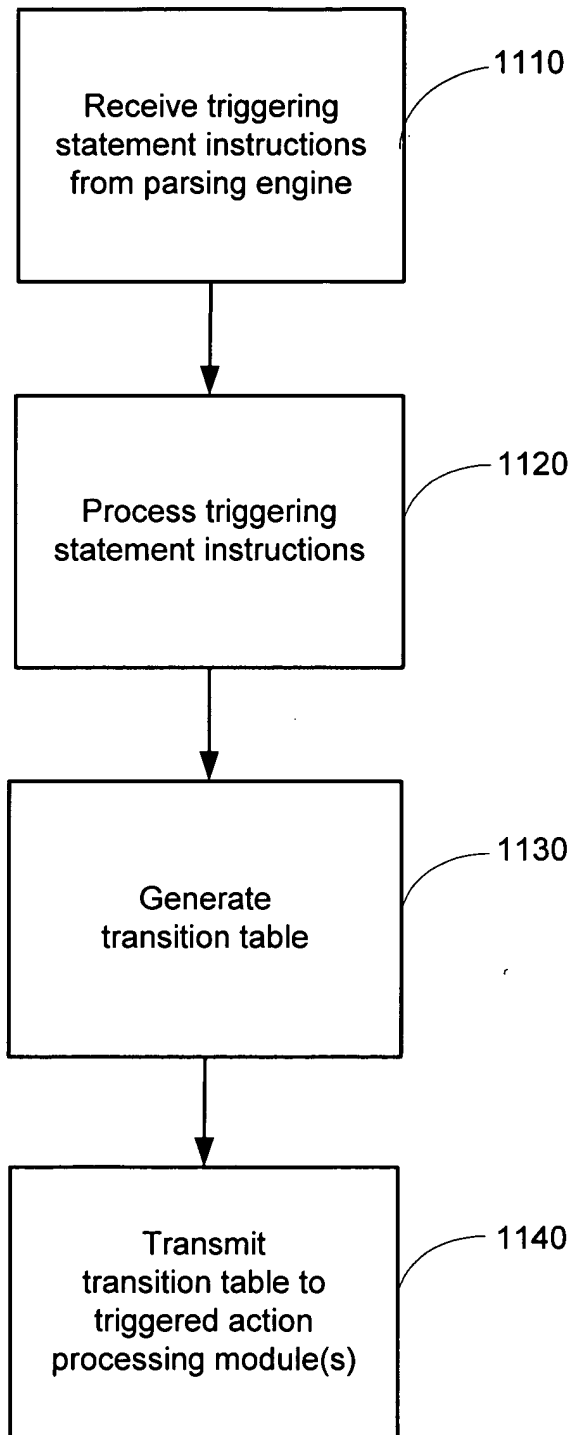 Receive triggering
statement instructions
from parsing engine
1110
Process triggering
statement instructions
1120
Generate
transition table
1130
Transmit
transition table to
triggered action
processing module(s)
1140